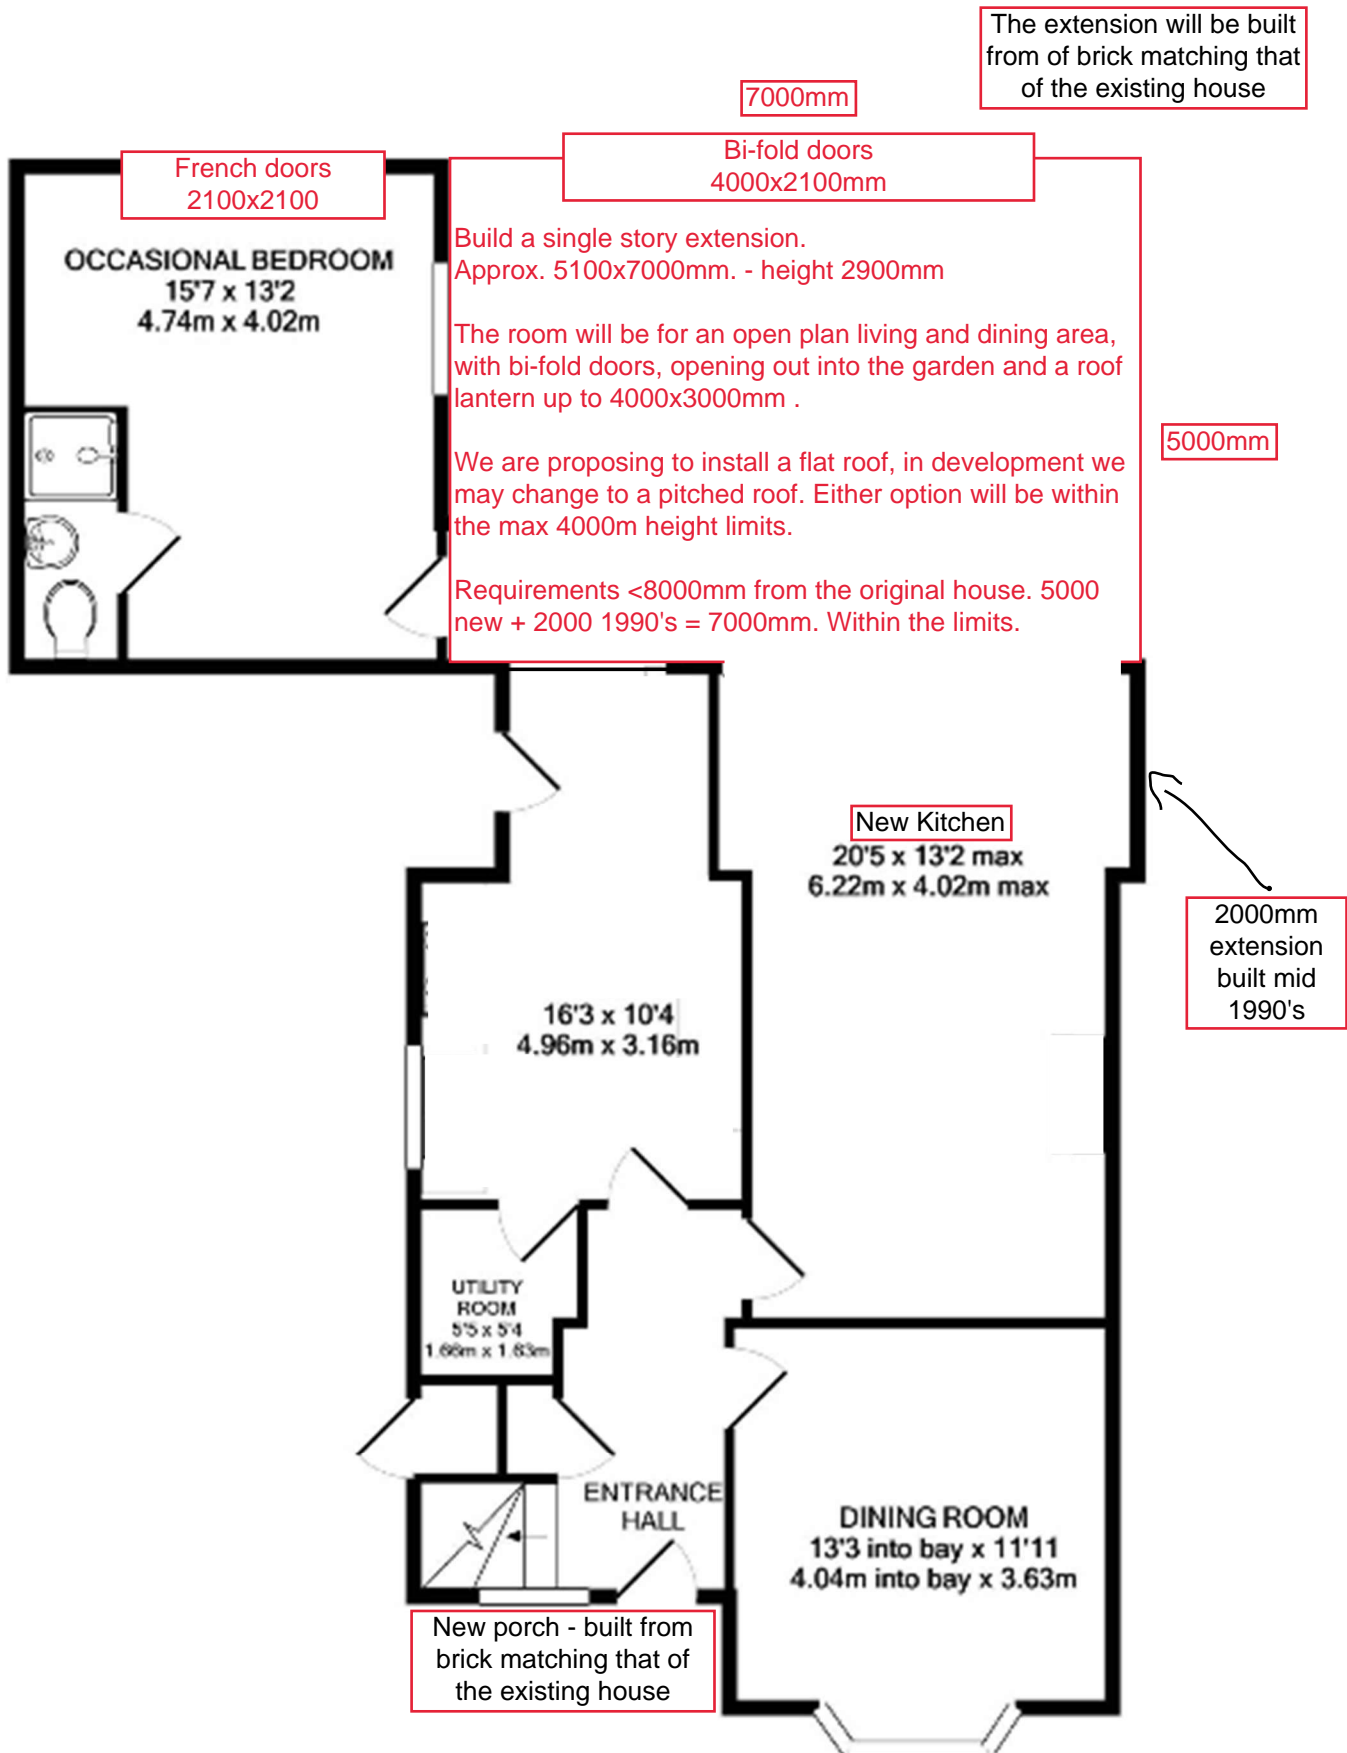 The extension will be built
from of brick matching that
of the existing house
7000mm
Bi-fold doors
4000x2100mm
French doors
2100x2100
OCCASIONAL BEDROOM
15'7 x 13'2
4.74m x 4.02m
Build a single story extension.
Approx. 5100x7000mm. - height 2900mm
The room will be for an open plan living and dining area,
with bi-fold doors, opening out into the garden and a roof
lantern up to 4000x3000mm .
We are proposing to install a flat roof, in development we
may change to a pitched roof. Either option will be within
the max 4000m height limits.
Requirements <8000mm from the original house. 5000
new + 2000 1990's = 7000mm. Within the limits.
5000mm
New Kitchen
20'5 x 13'2 max
6.22m x 4.02m max
2000mm
extension
built mid
1990's
16'3 x 10'4
4.96m x 3.16m
UTILITY
ROOM
5'5 x 5'4
1.66m x 1.63m
ENTRANCE
HALL
DINING ROOM
13'3 into bay x 11'11
4.04m into bay x 3.63m
New porch - built from
brick matching that of
the existing house